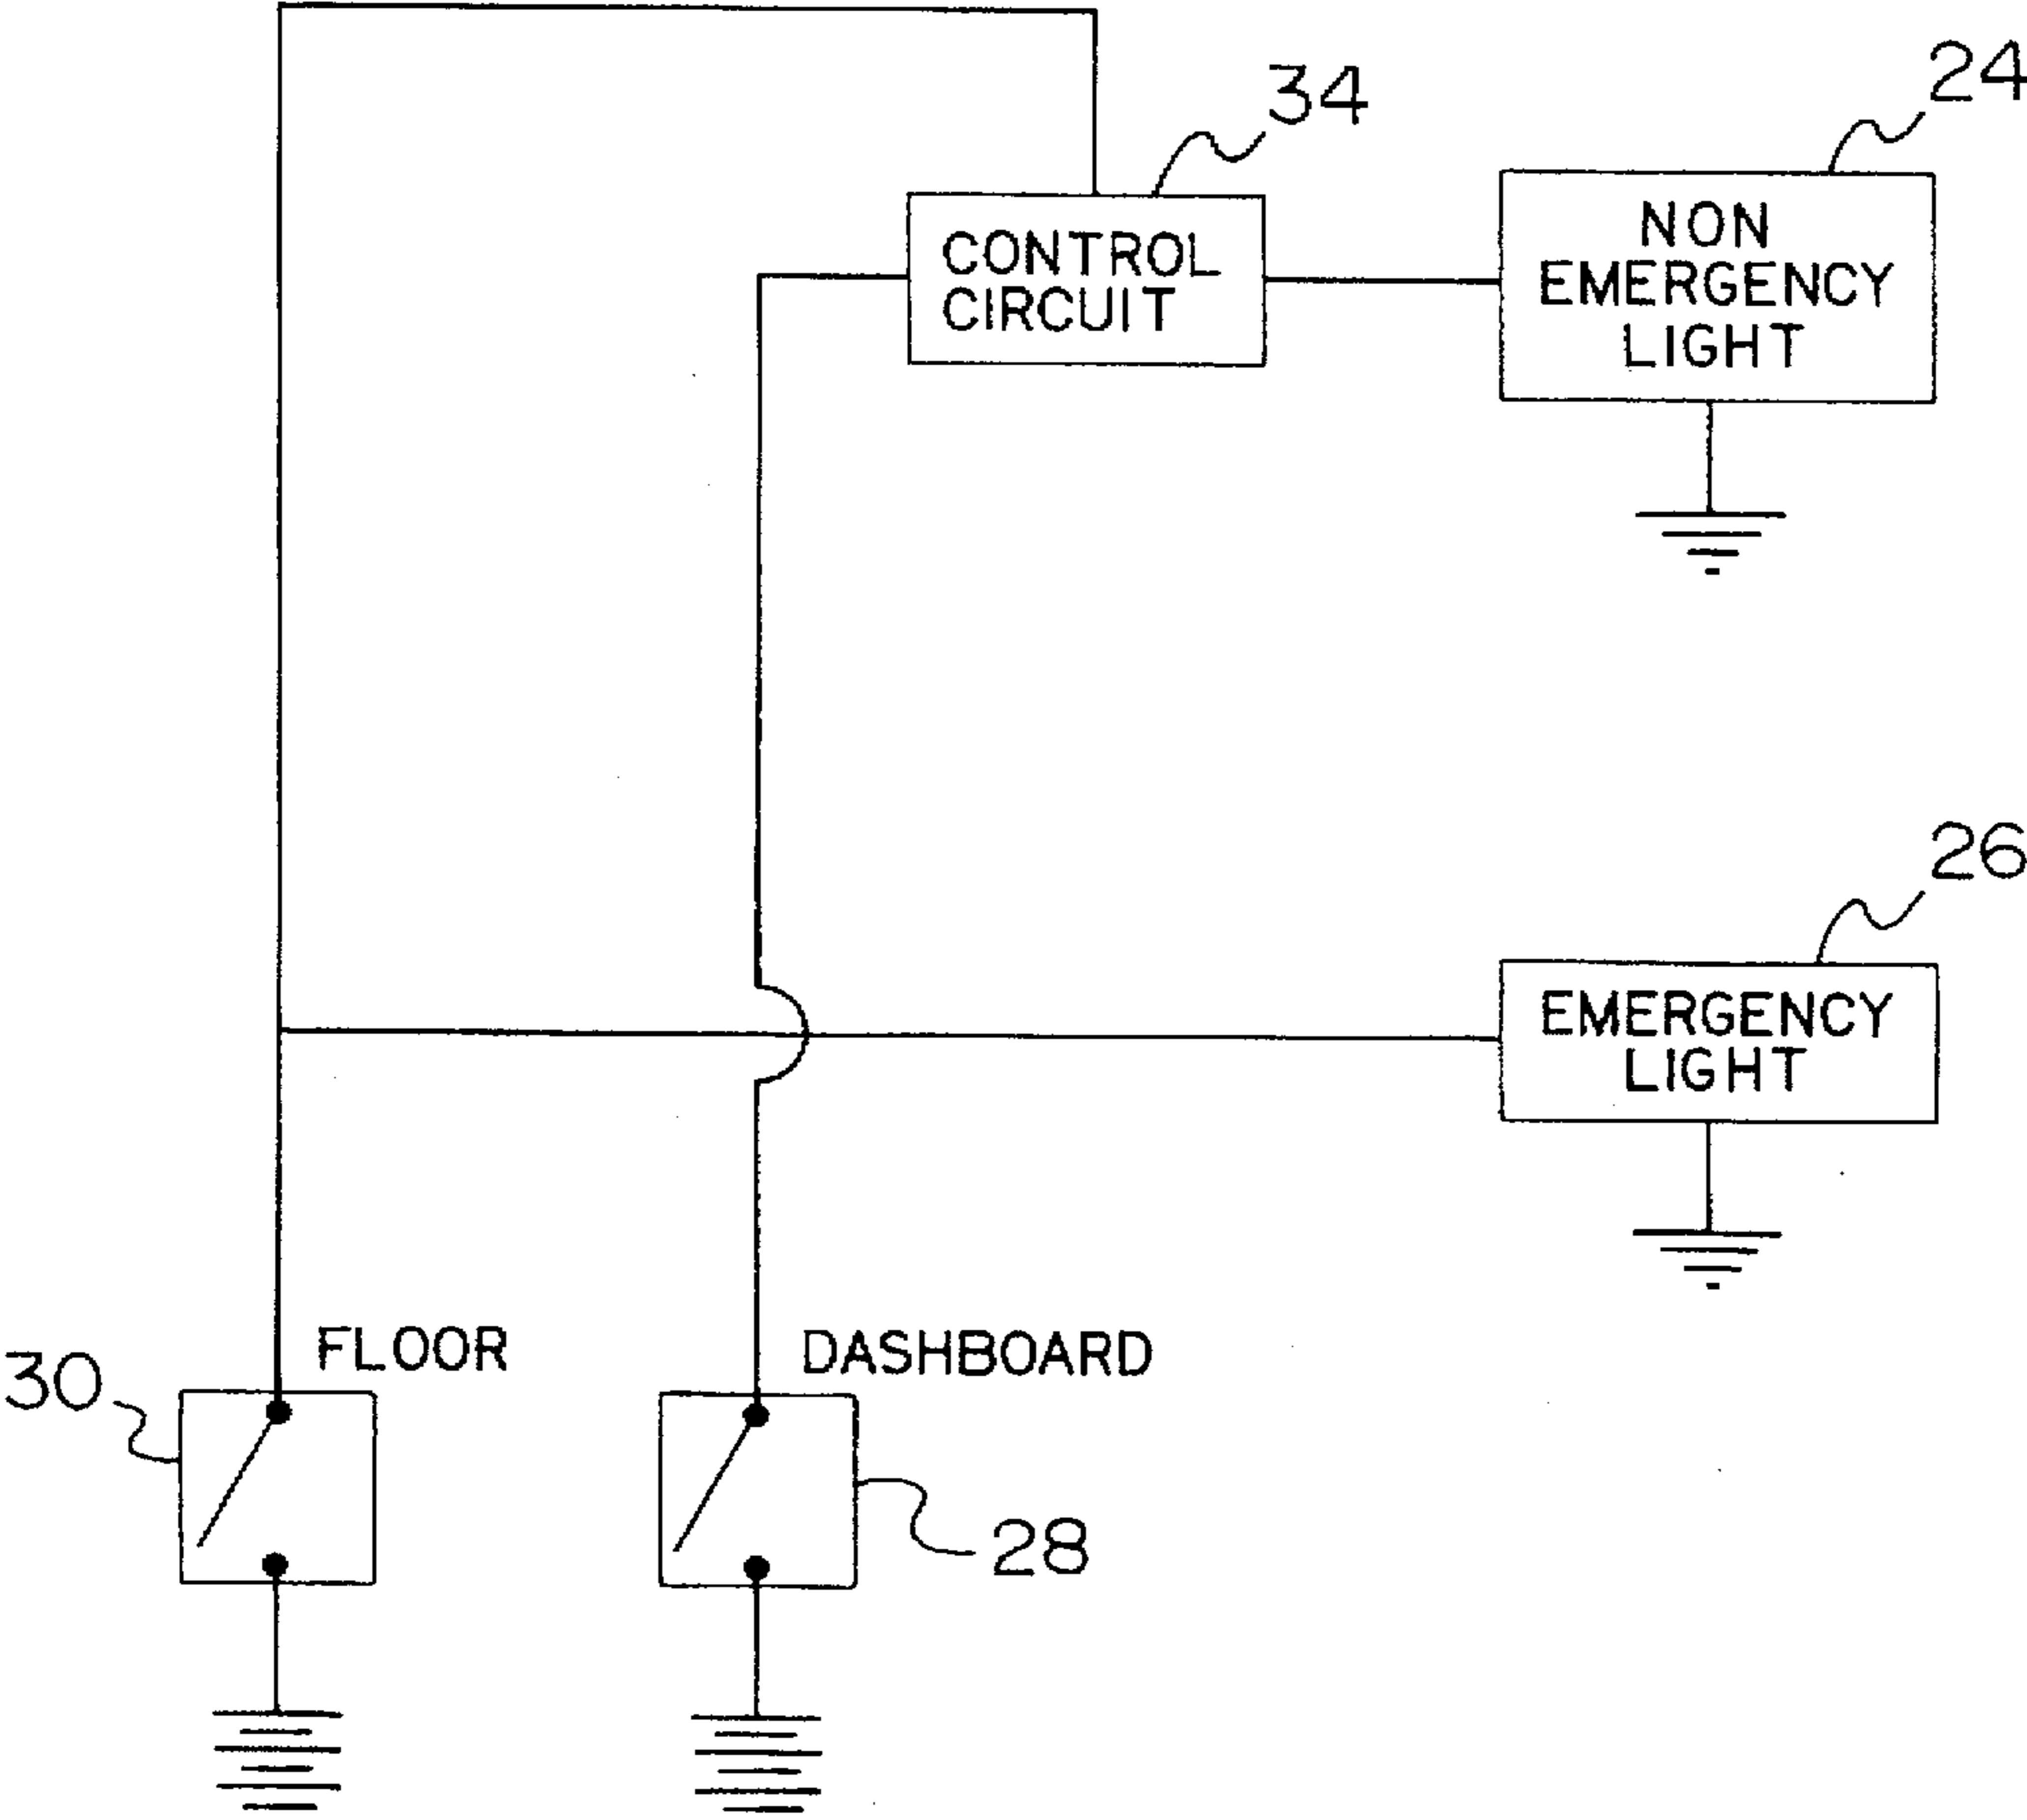 34
24
CONTROL
CIRCUIT
NON
EMERGENCY
LIGHT
26
EMERGENCY
LIGHT
FLOOR
DASHBOARD
30
28